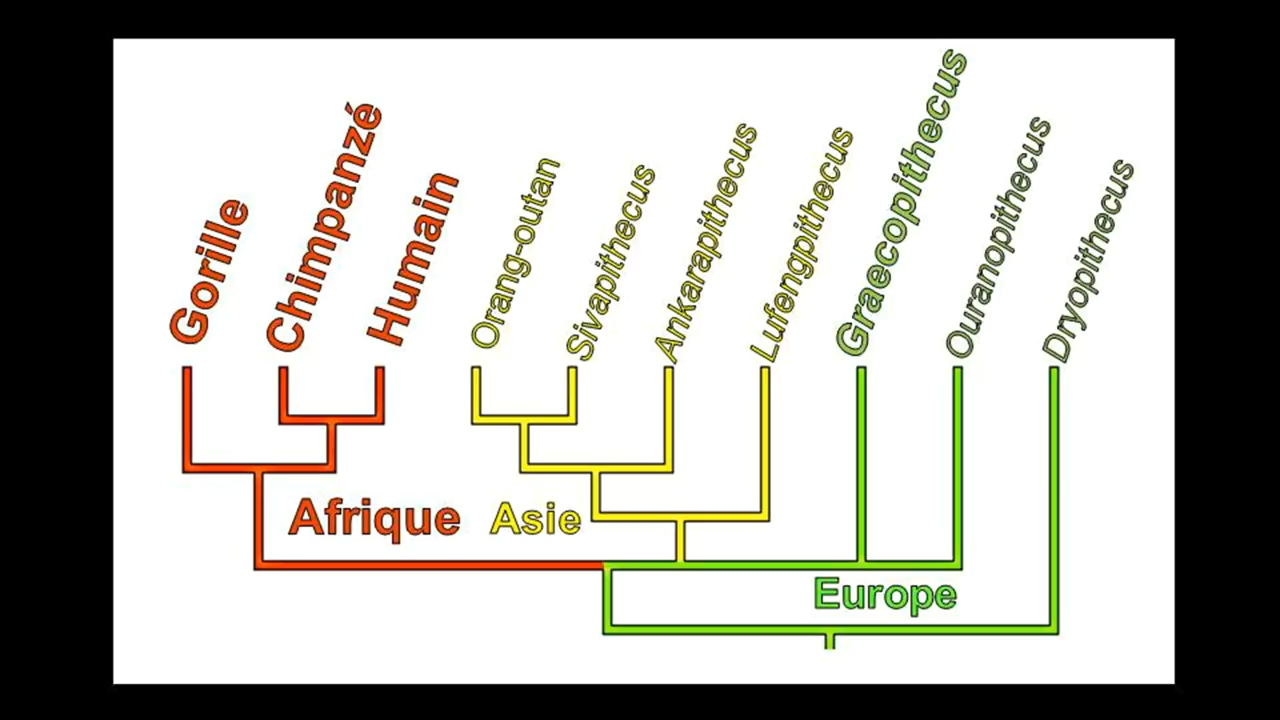 Gorille
Chimpanzé
Humain
Orang-outan
Sivapithecus
Ankarapithecus
Lufengpithecus
Graecopithecus
Ouranopithecus
Dryopithecus
Afrique
Asie
Europe